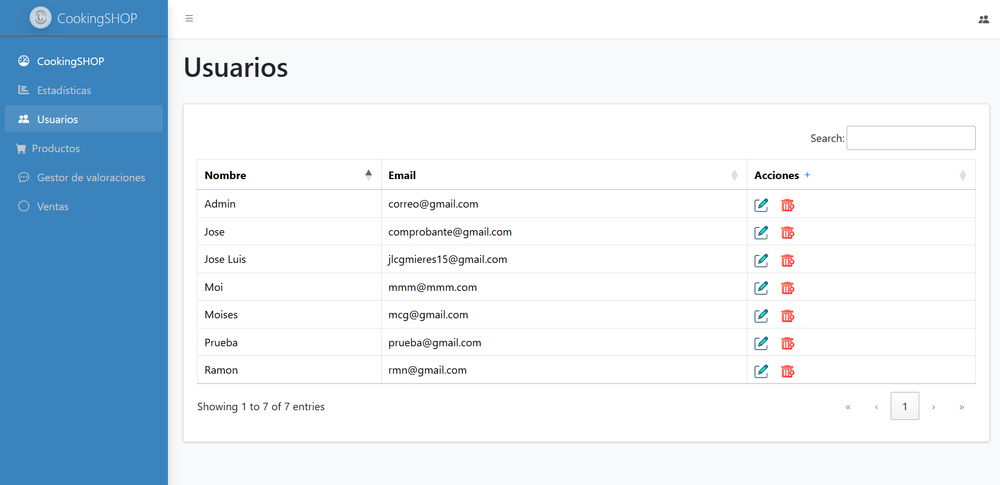 CookingSHOP
CookingSHOP
Estadísticas
Usuarios
Productos
Gestor de valoraciones
Ventas
Usuarios
Search:
Nombre Email Acciones +
Admin correo@gmail.com
Jose comprobante@gmail.com
Jose Luis jlcgmieres15@gmail.com
Moi mmm@mmm.com
Moises mcg@gmail.com
Prueba prueba@gmail.com
Ramon rmn@gmail.com
Showing 1 to 7 of 7 entries « ‹ 1 › »